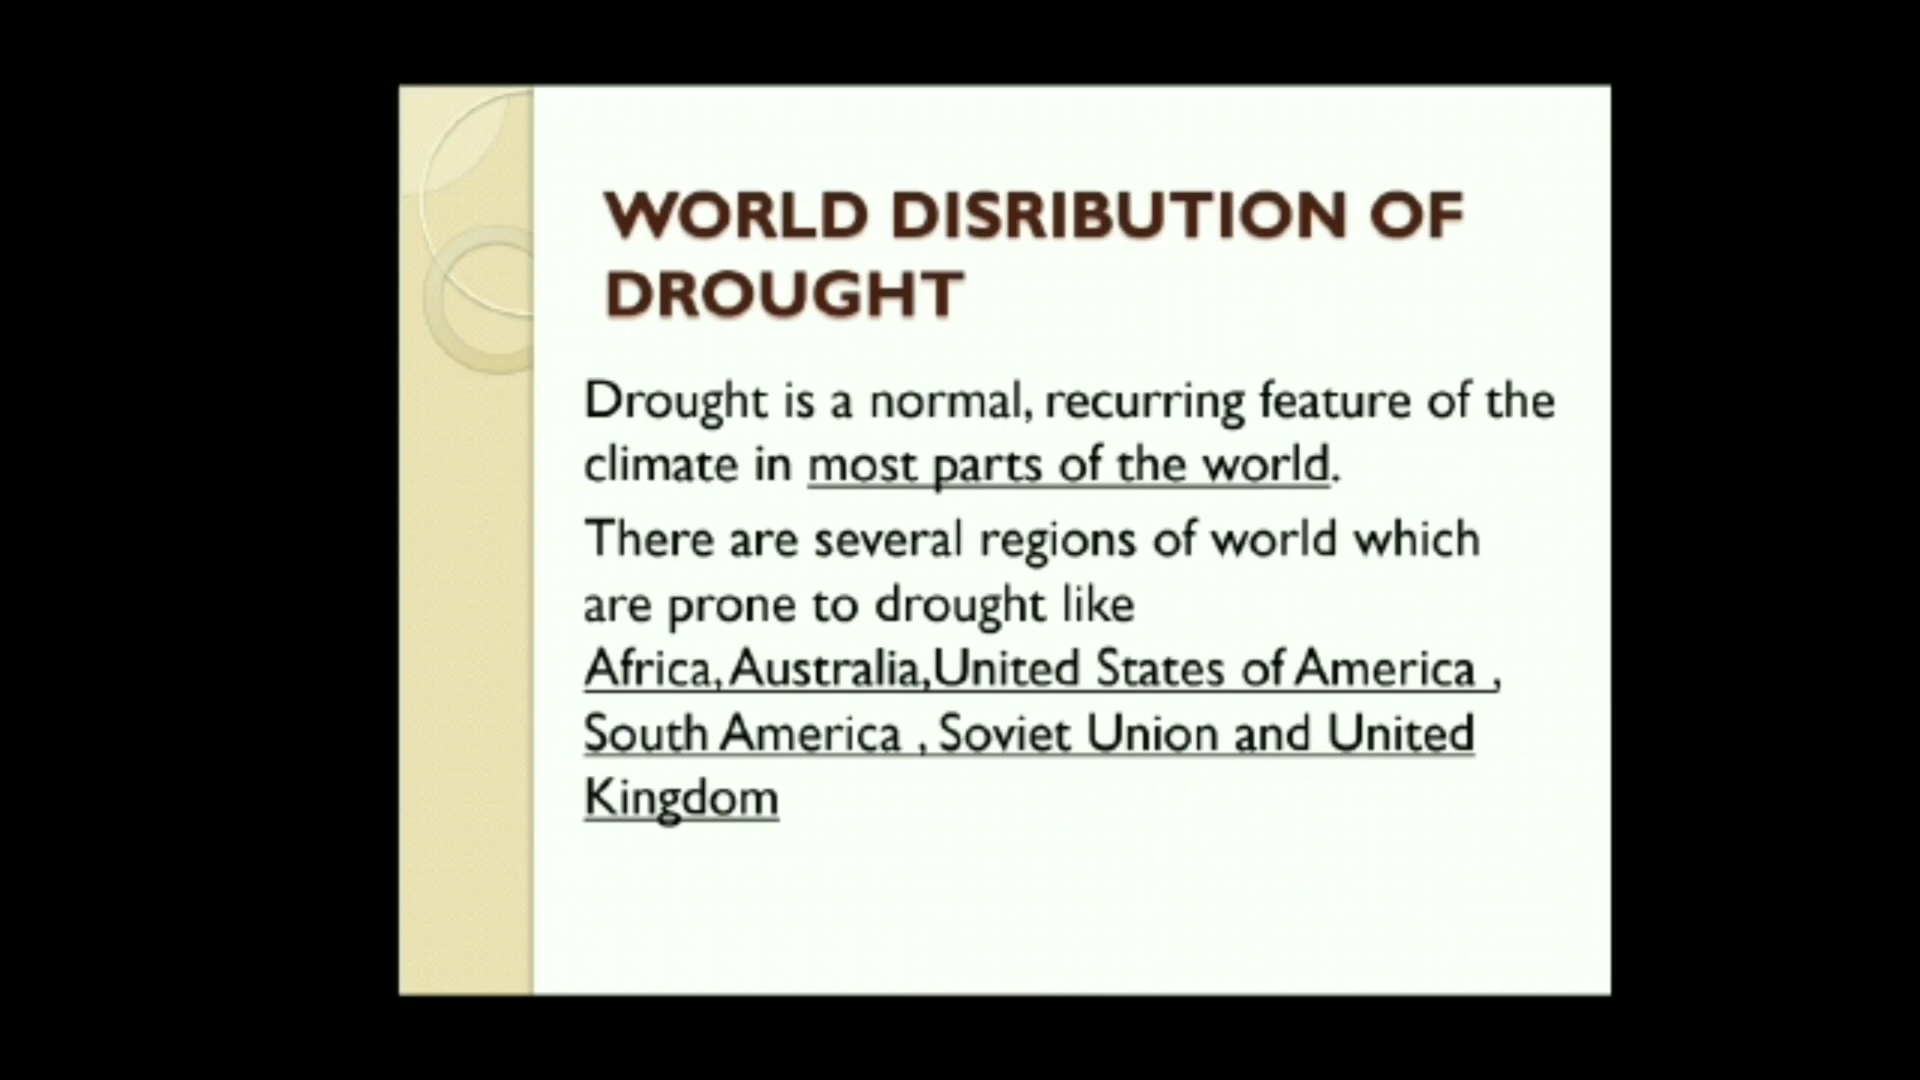 WORLD DISRIBUTION OF
DROUGHT
Drought is a normal, recurring feature of the
climate in most parts of the world.
There are several regions of world which
are prone to drought like
Africa, Australia,United States of America ,
South America , Soviet Union and United
Kingdom